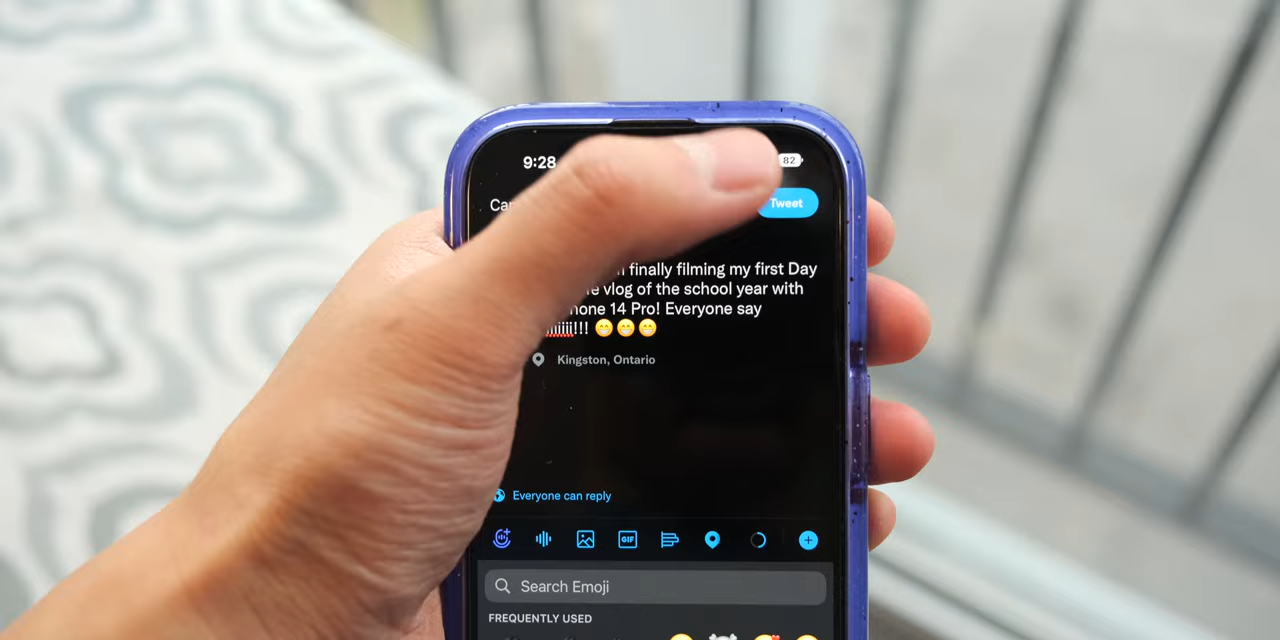 9:28
82
Tweet
finally filming my first Day
vlog of the school year with
14 Pro! Everyone say
😁😁😁
Kingston, Ontario
Everyone can reply
GIF
Search Emoji
FREQUENTLY USED